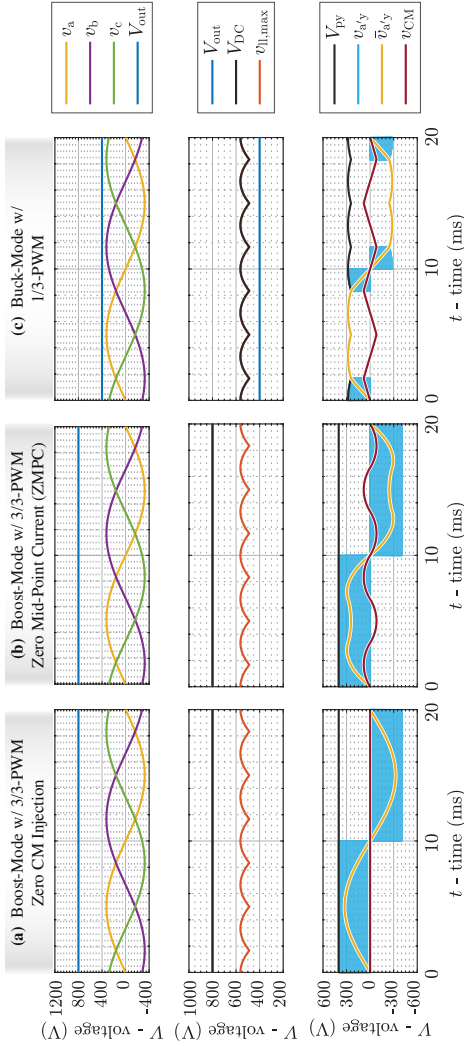 (a) Boost-Mode w/ 3/3-PWM
Zero CM Injection
(b) Boost-Mode w/ 3/3-PWM
Zero Mid-Point Current (ZMPC)
(c) Buck-Mode w/
1/3-PWM
V - voltage (V)
1200
800
400
0
-400
v_a
v_b
v_c
V_out
V - voltage (V)
1000
800
600
400
200
V_out
V_DC
v_ll,max
V - voltage (V)
600
300
0
-300
-600
V_py
v_a'y
v̄_a'y
v_CM
0 10 20
0 10 20
0 10 20
t - time (ms)
t - time (ms)
t - time (ms)